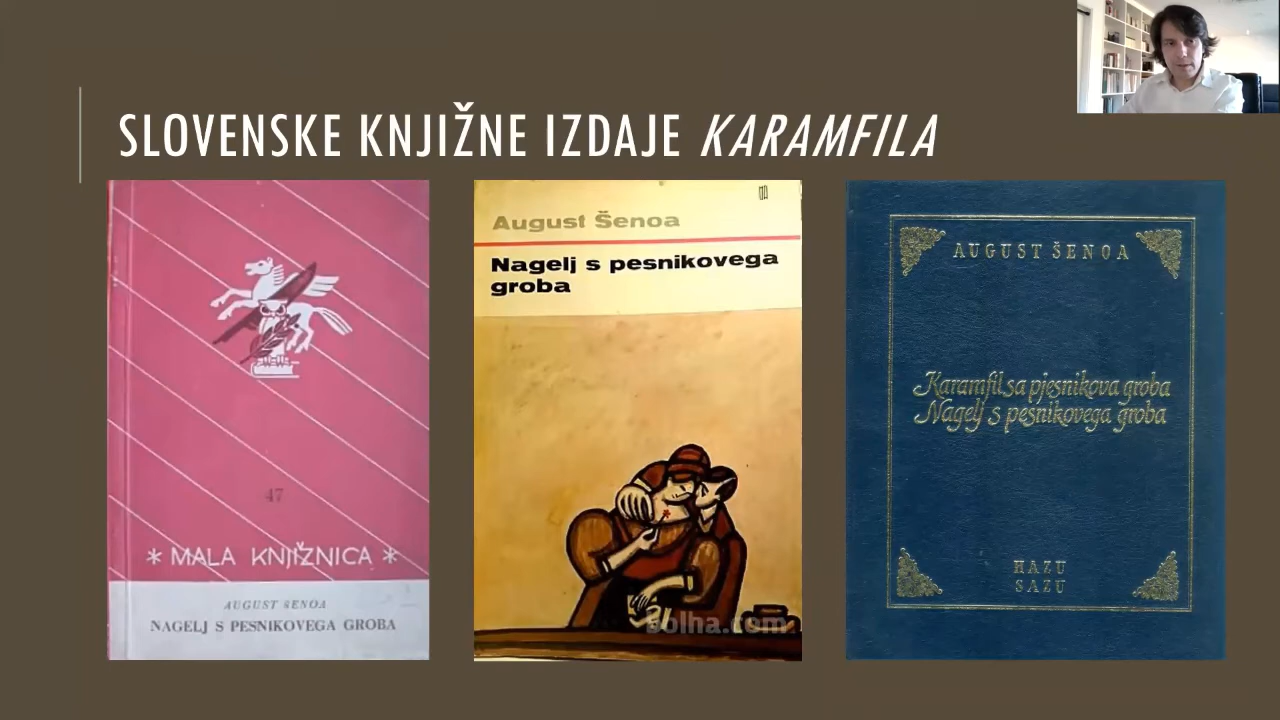 SLOVENSKE KNJIŽNE IZDAJE KARAMFILA
47
* MALA KNJIŽNICA *
AUGUST ŠENOA
NAGELJ S PESNIKOVEGA GROBA
August Šenoa
Nagelj s pesnikovega
groba
bolha.com
AUGUST ŠENOA
Karamfil sa pjesnikova groba
Nagelj s pesnikovega groba
HAZU
SAZU